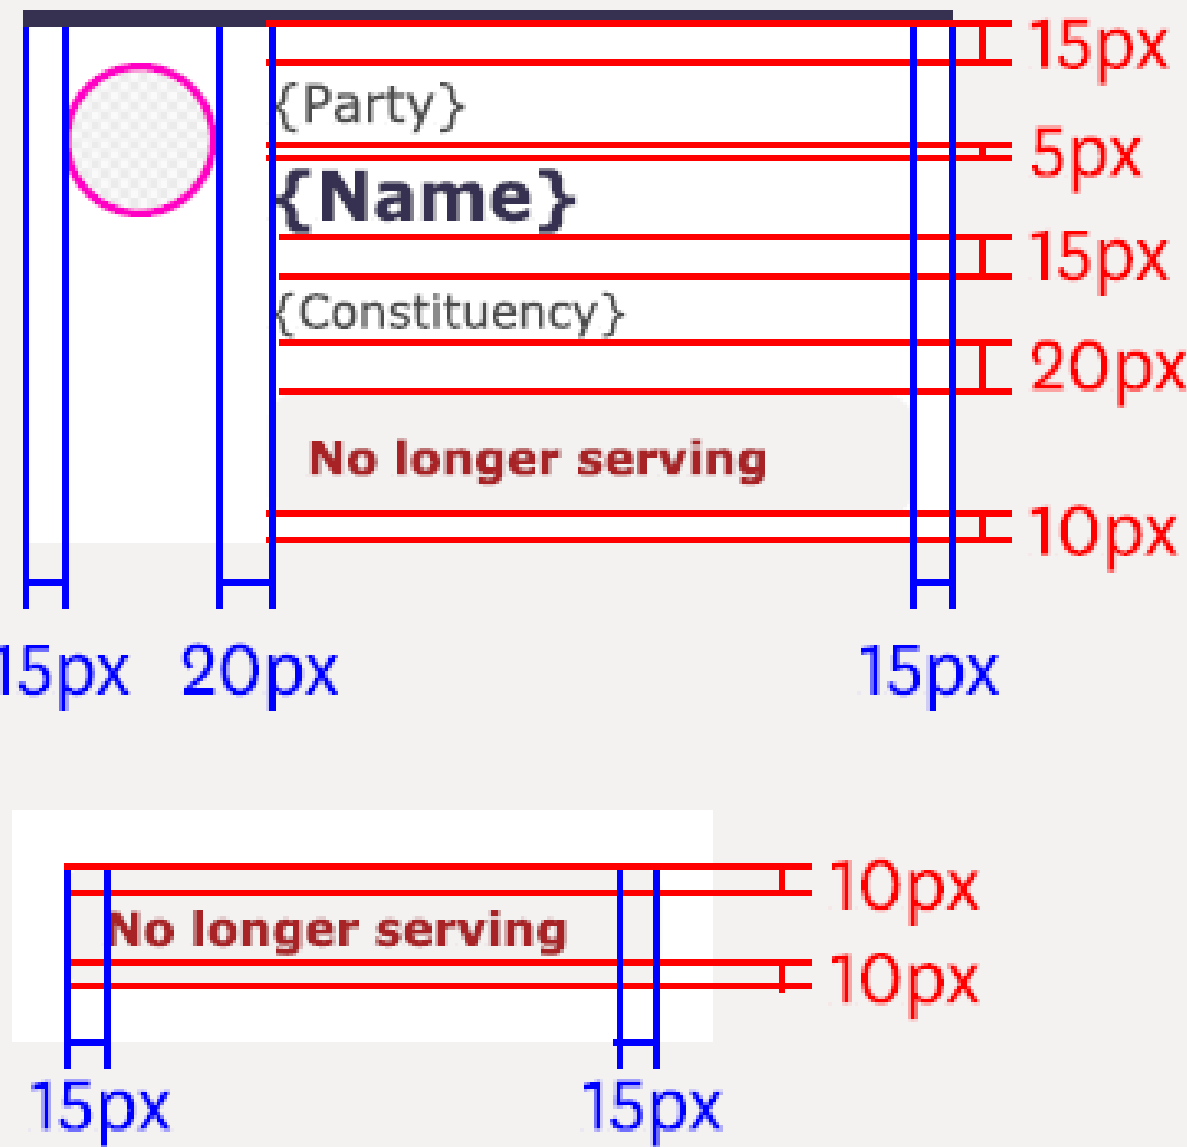 15px
{Party}
5px
{Name}
15px
{Constituency}
20px
No longer serving
10px
15px 20px 15px
10px
No longer serving
10px
15px 15px